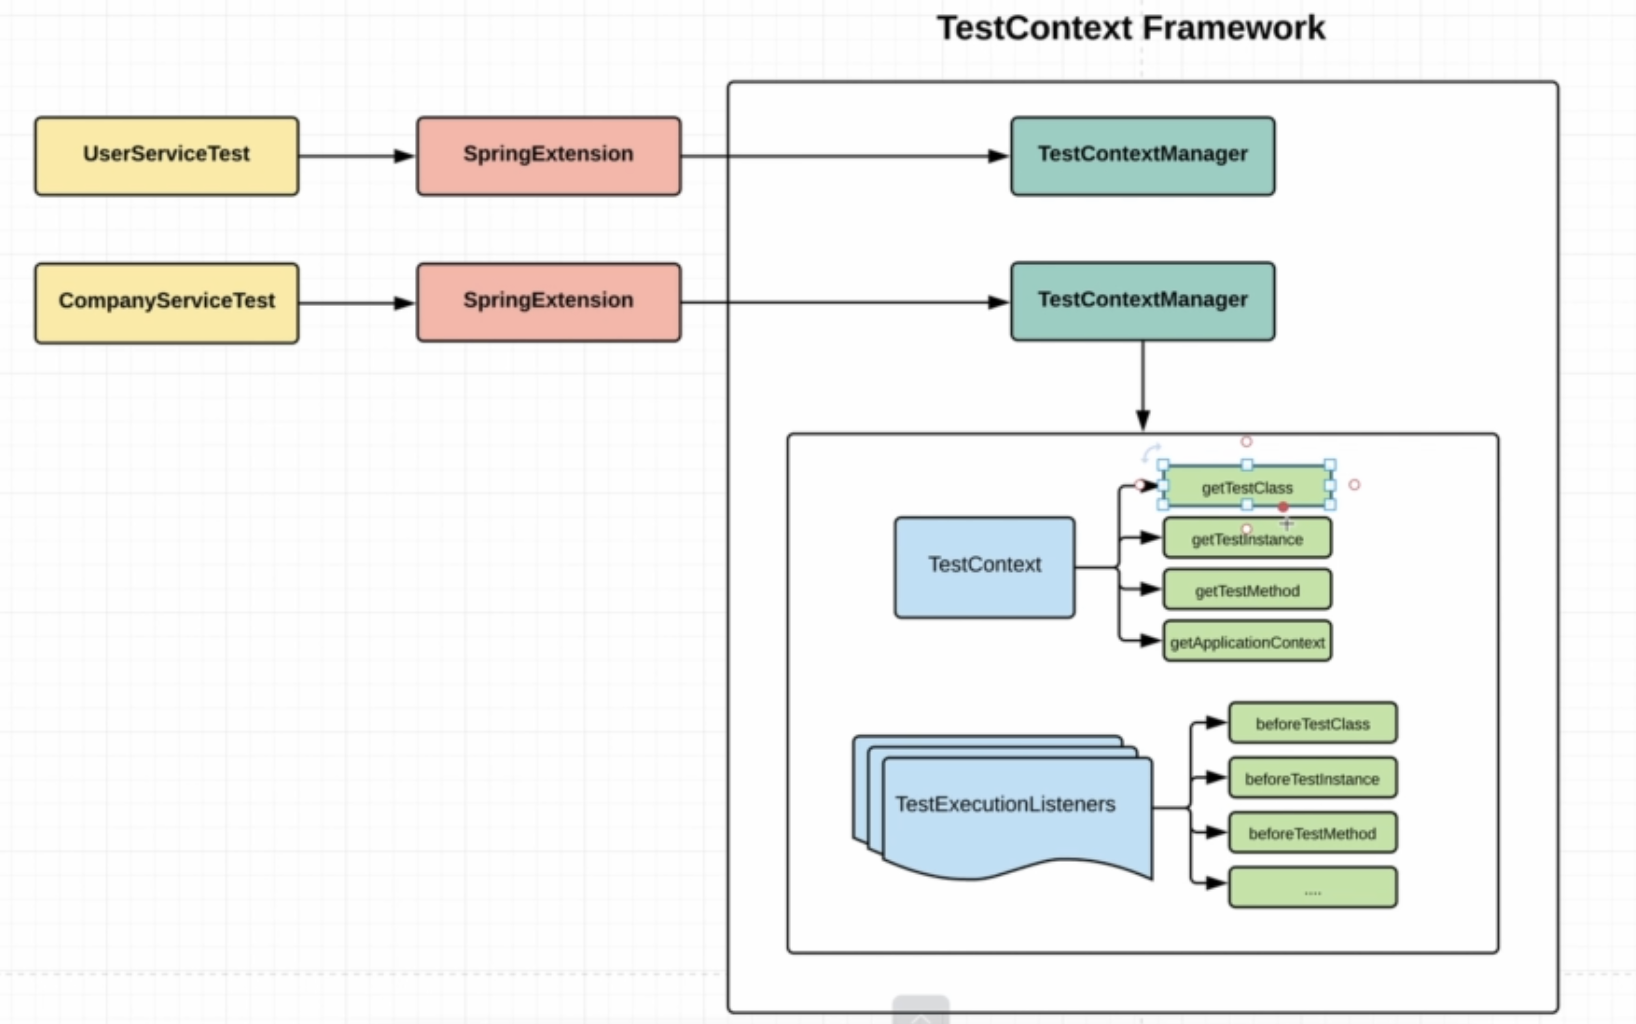 TestContext Framework
UserServiceTest
SpringExtension
TestContextManager
CompanyServiceTest
SpringExtension
TestContextManager
getTestClass
getTestInstance
TestContext
getTestMethod
getApplicationContext
beforeTestClass
beforeTestInstance
TestExecutionListeners
beforeTestMethod
....